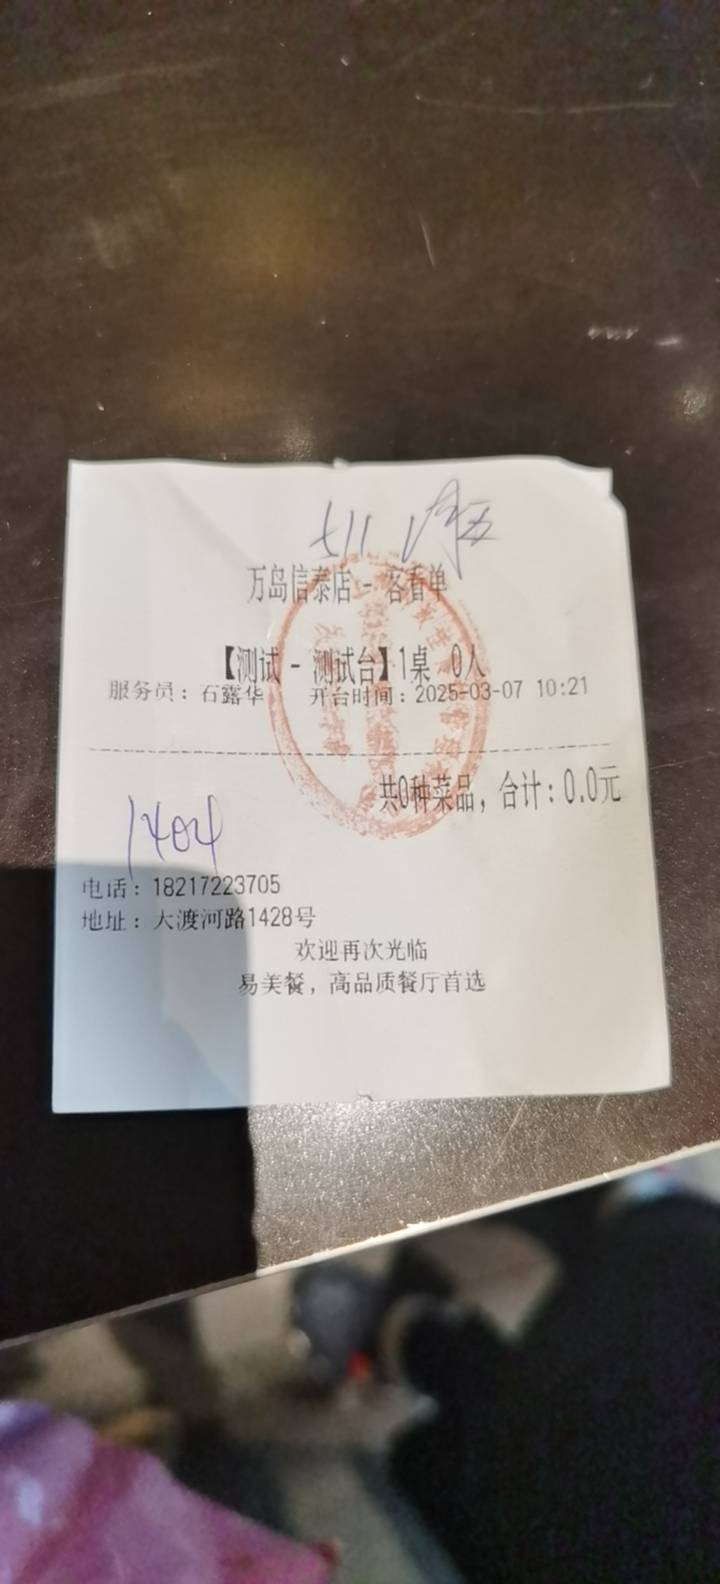 万岛信泰店 - 客看单
【测试 - 测试台】1桌 0人
服务员：石露华 开台时间：2025-03-07 10:21
共0种菜品，合计：0.0元
1404
电话：18217223705
地址：大渡河路1428号
欢迎再次光临
易美餐，高品质餐厅首选